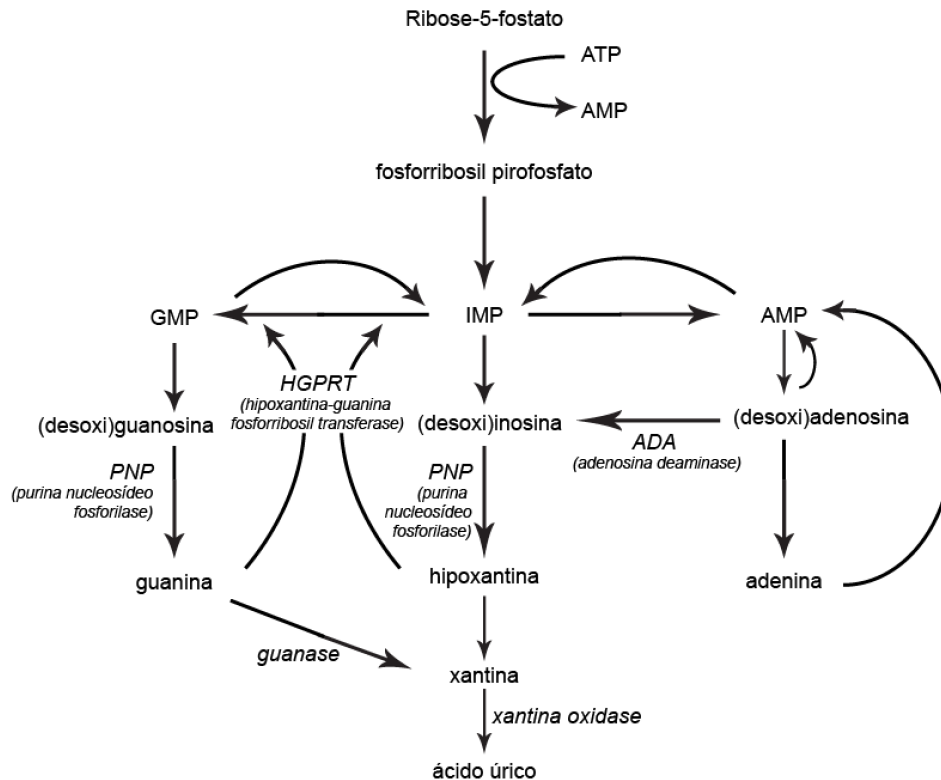 Ribose-5-fostato
ATP
AMP
fosforribosil pirofosfato
GMP
IMP
AMP
HGPRT
(hipoxantina-guanina
fosforribosil transferase)
(desoxi)guanosina
(desoxi)inosina
(desoxi)adenosina
ADA
(adenosina deaminase)
PNP
(purina nucleosídeo
fosforilase)
PNP
(purina
nucleosídeo
fosforilase)
guanina
hipoxantina
adenina
guanase
xantina
xantina oxidase
ácido úrico